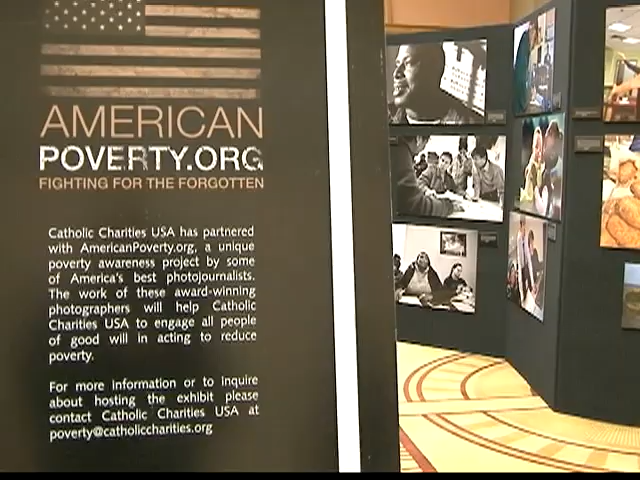 AMERICAN
POVERTY.ORG
FIGHTING FOR THE FORGOTTEN
Catholic Charities USA has partnered
with AmericanPoverty.org, a unique
poverty awareness project by some
of America's best photojournalists.
The work of these award-winning
photographers will help Catholic
Charities USA to engage all people
of good will in acting to reduce
poverty.
For more information or to inquire
about hosting the exhibit please
contact Catholic Charities USA at
poverty@catholiccharities.org